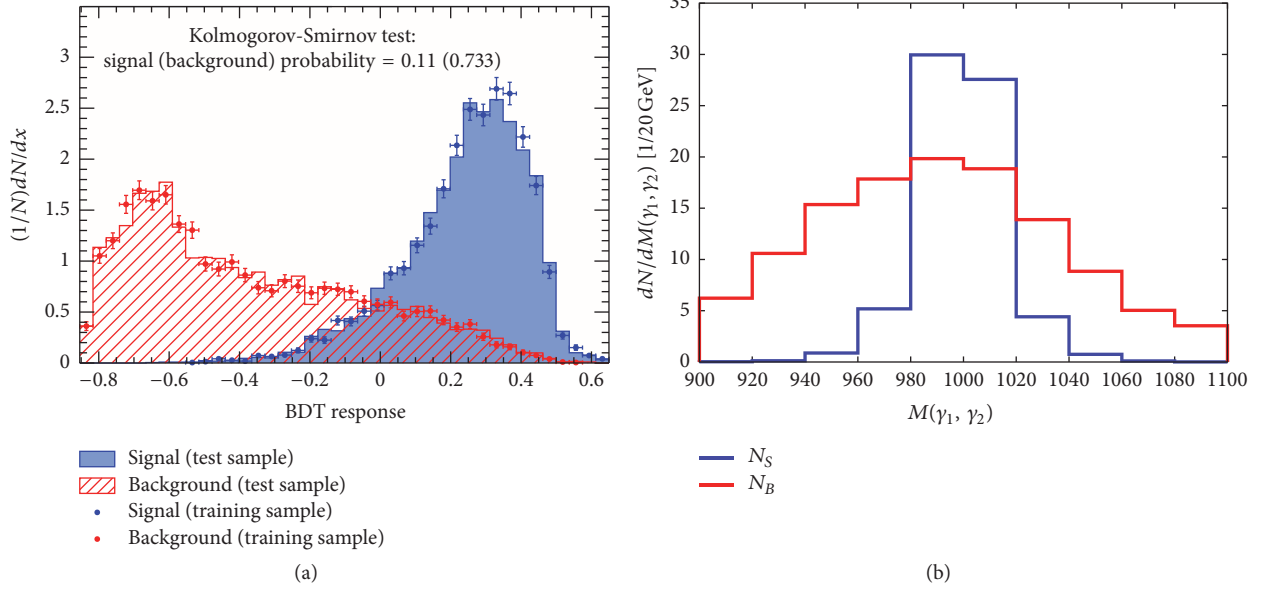 Kolmogorov-Smirnov test:
signal (background) probability = 0.11 (0.733)
(1/N)dN/dx
3
2.5
2
1.5
1
0.5
0
−0.8 −0.6 −0.4 −0.2 0 0.2 0.4 0.6
BDT response
Signal (test sample)
Background (test sample)
Signal (training sample)
Background (training sample)
(a)
dN/dM(γ1,γ2) [1/20 GeV]
35
30
25
20
15
10
5
0
900 920 940 960 980 1000 1020 1040 1060 1080 1100
M(γ1, γ2)
NS
NB
(b)